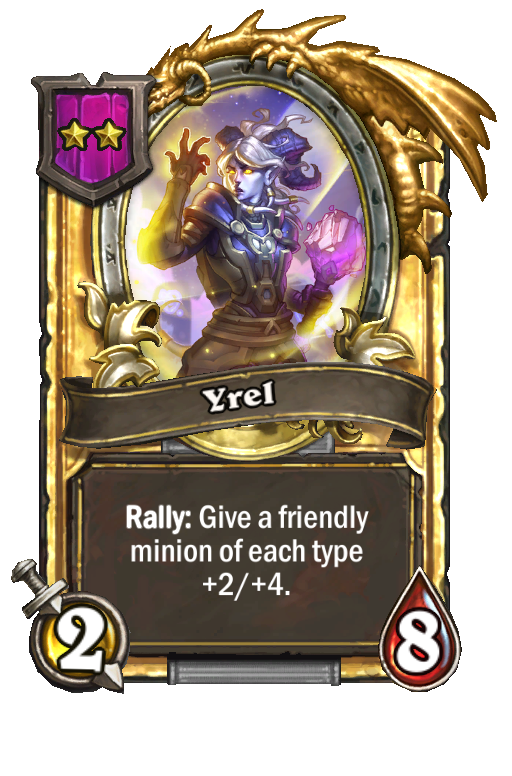 Yrel
Rally: Give a friendly
minion of each type
+2/+4.
2
8